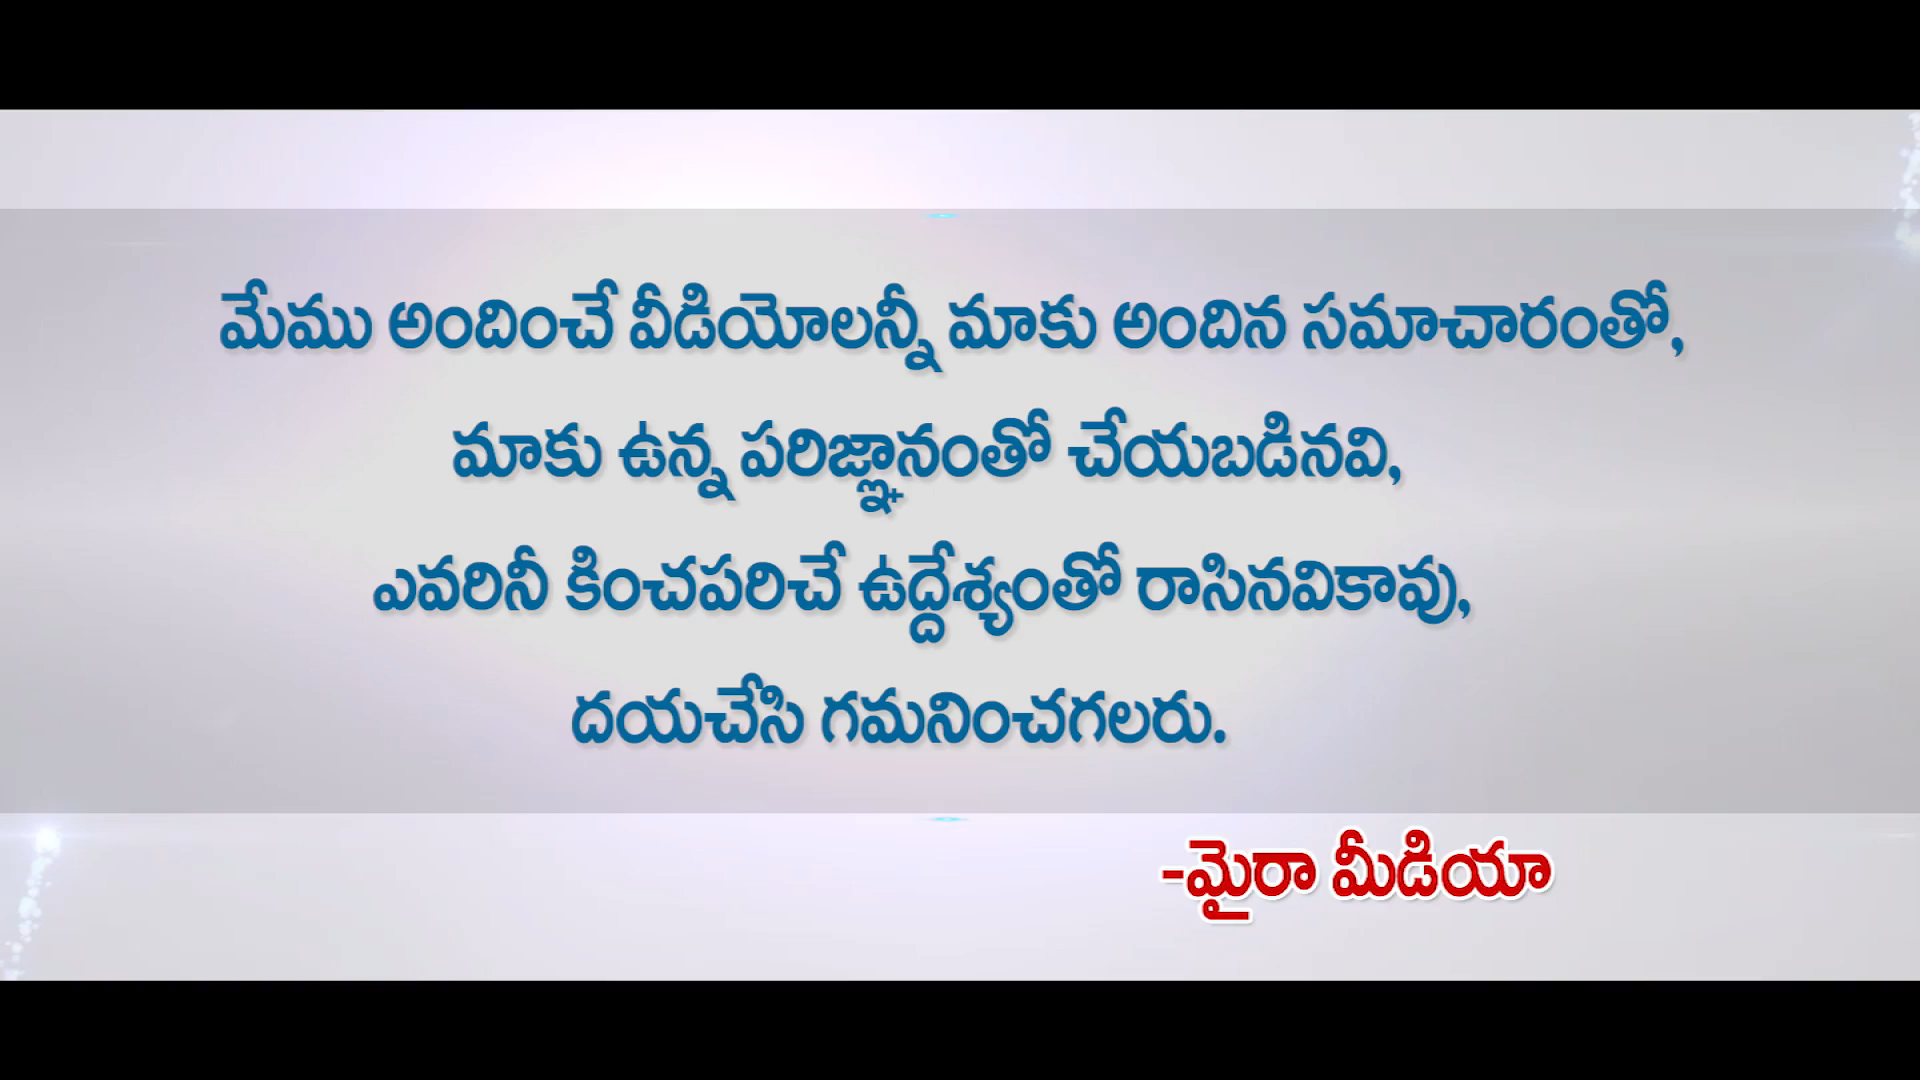 మేము అందించే వీడియోలన్నీ మాకు అందిన సమాచారంతో,
మాకు ఉన్న పరిజ్ఞానంతో చేయబడినవి,
ఎవరినీ కించపరిచే ఉద్దేశ్యంతో రాసినవికావు,
దయచేసి గమనించగలరు.
-మైరా మీడియా